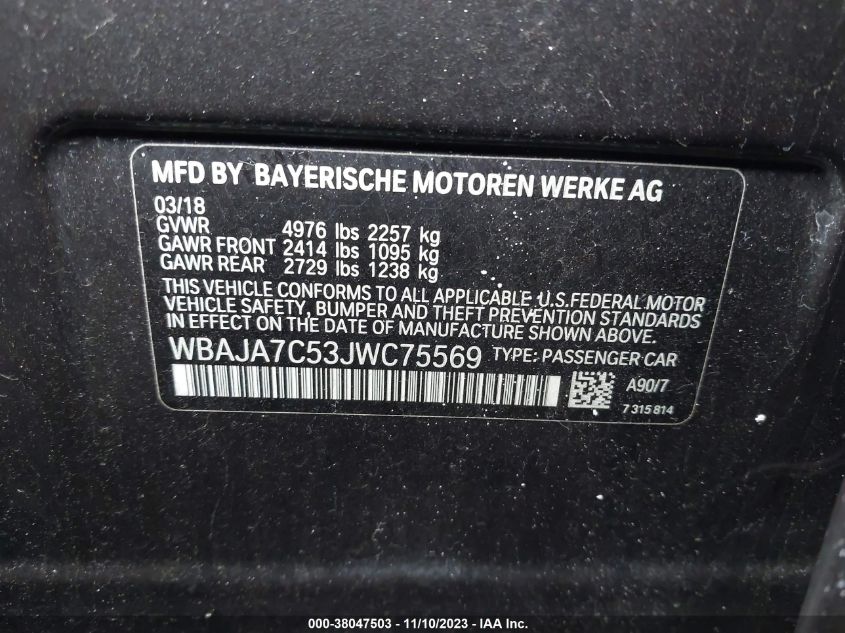 MFD BY BAYERISCHE MOTOREN WERKE AG
03/18
GVWR 4976 lbs 2257 kg
GAWR FRONT 2414 lbs 1095 kg
GAWR REAR 2729 lbs 1238 kg
THIS VEHICLE CONFORMS TO ALL APPLICABLE U.S.FEDERAL MOTOR
VEHICLE SAFETY, BUMPER AND THEFT PREVENTION STANDARDS
IN EFFECT ON THE DATE OF MANUFACTURE SHOWN ABOVE.
WBAJA7C53JWC75569 TYPE: PASSENGER CAR
A90/7
7 315 814
000-38047503 — 11/10/2023 — IAA Inc.